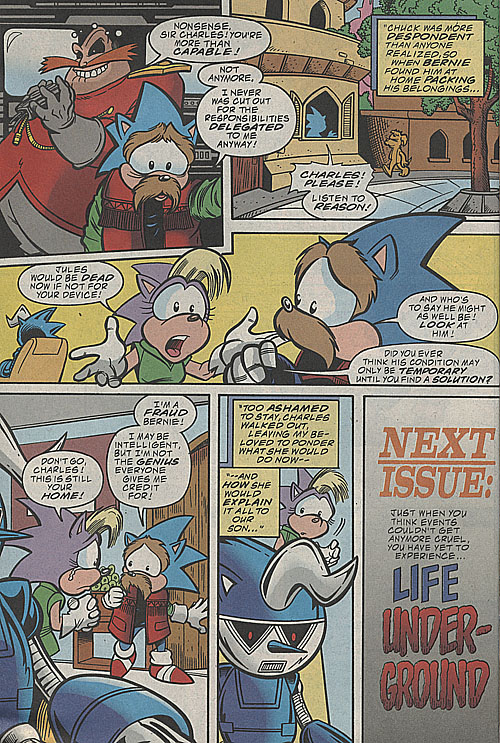 NONSENSE,
SIR CHARLES! YOU'RE
MORE THAN
CAPABLE!
NOT
ANYMORE,
I NEVER
WAS CUT OUT
FOR THE
RESPONSIBILITIES
DELEGATED
TO ME
ANYWAY!
"CHUCK WAS MORE
DESPONDENT
THAN ANYONE
REALIZED SO
WHEN BERNIE
FOUND HIM AT
HOME PACKING
HIS BELONGINGS...
CHARLES!
PLEASE!
LISTEN TO
REASON!
JULES
WOULD BE DEAD
NOW IF NOT FOR
YOUR DEVICE!
AND WHO'S
TO SAY HE MIGHT
AS WELL BE!
LOOK AT
HIM!
DID YOU EVER
THINK HIS CONDITION MAY
ONLY BE TEMPORARY
UNTIL YOU FIND A SOLUTION?
DON'T GO,
CHARLES!
THIS IS STILL
YOUR
HOME!
I'M A
FRAUD
BERNIE!
I MAY BE
INTELLIGENT,
BUT I'M NOT
THE GENIUS
EVERYONE
GIVES ME
CREDIT
FOR!
"TOO ASHAMED
TO STAY, CHARLES
WALKED OUT,
LEAVING MY BE-
LOVED TO PONDER
WHAT SHE WOULD
DO NOW--
"--AND
HOW SHE
WOULD
EXPLAIN
IT ALL TO
OUR
SON..."
NEXT
ISSUE:
JUST WHEN YOU
THINK EVENTS
COULDN'T GET
ANYMORE CRUEL,
YOU HAVE YET TO
EXPERIENCE...
LIFE
UNDER-
GROUND